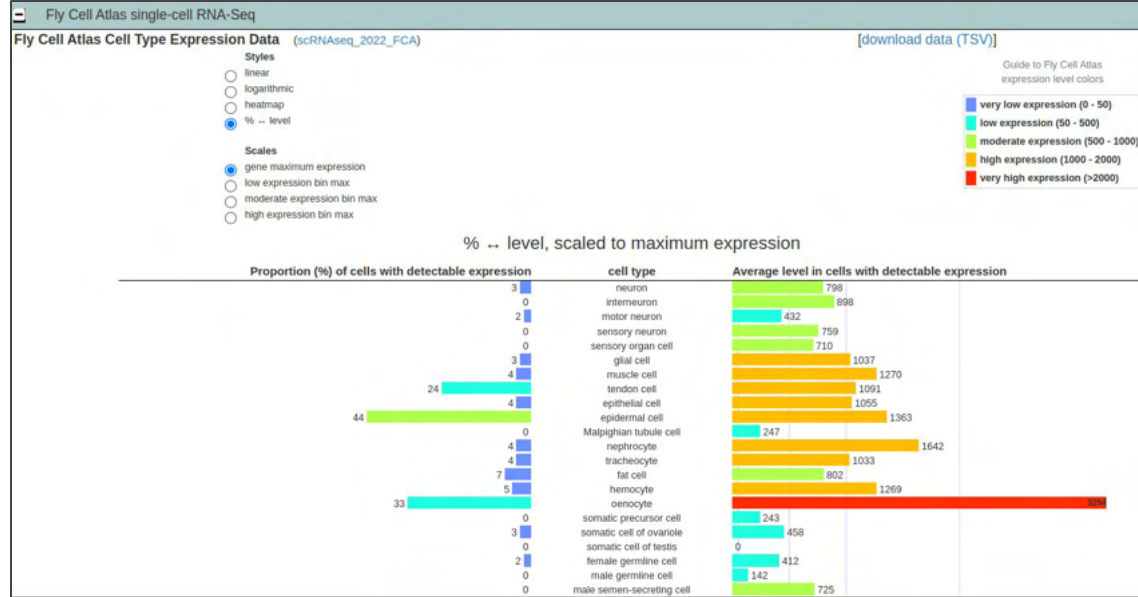 Fly Cell Atlas single-cell RNA-Seq
Fly Cell Atlas Cell Type Expression Data (scRNAseq_2022_FCA) [download data (TSV)]
Styles
linear
logarithmic
heatmap
% ↔ level
Scales
gene maximum expression
low expression bin max
moderate expression bin max
high expression bin max
Guide to Fly Cell Atlas
expression level colors
very low expression (0 - 50)
low expression (50 - 500)
moderate expression (500 - 1000)
high expression (1000 - 2000)
very high expression (>2000)
% ↔ level, scaled to maximum expression
Proportion (%) of cells with detectable expression cell type Average level in cells with detectable expression
3 neuron 798
0 interneuron 898
2 motor neuron 432
0 sensory neuron 759
0 sensory organ cell 710
3 glial cell 1037
4 muscle cell 1270
24 tendon cell 1091
4 epithelial cell 1055
44 epidermal cell 1363
0 Malpighian tubule cell 247
4 nephrocyte 1642
4 tracheocyte 1033
7 fat cell 802
5 hemocyte 1269
33 oenocyte 3294
0 somatic precursor cell 243
3 somatic cell of ovariole 458
0 somatic cell of testis 0
2 female germline cell 412
0 male germline cell 142
0 male semen-secreting cell 725